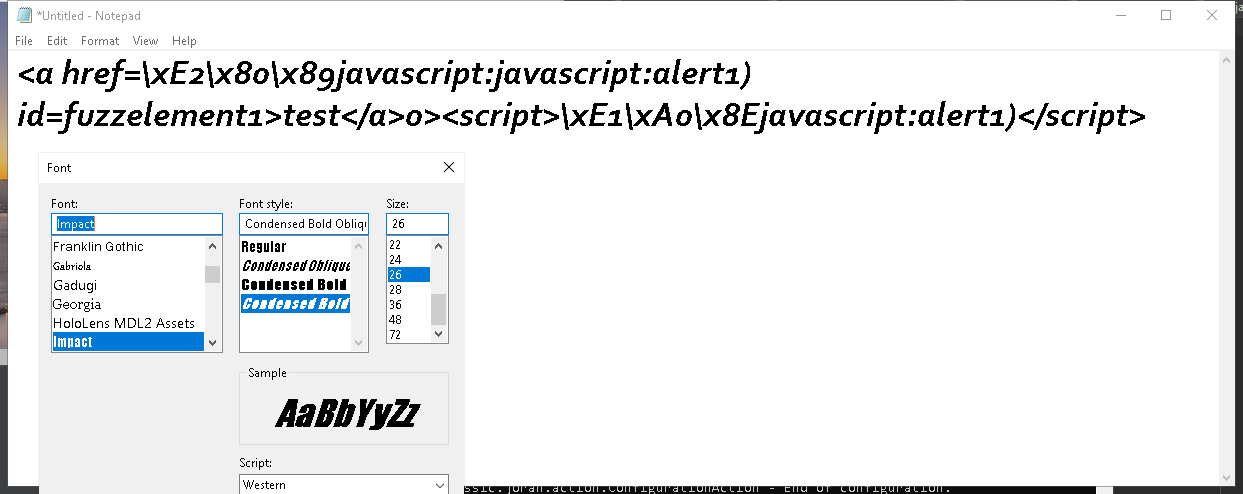 *Untitled - Notepad
File Edit Format View Help
<a href=\xE2\x80\x89javascript:javascript:alert1)
id=fuzzelement1>test</a>0><script>\xE1\xA0\x8Ejavascript:alert1)</script>
Font
Font: Font style: Size:
Impact Condensed Bold Obliqu 26
Franklin Gothic Regular 22
Gabriola Condensed Oblique 24
Gadugi Condensed Bold 26
Georgia Condensed Bold 28
HoloLens MDL2 Assets 36
Impact 48
72
Sample
AaBbYyZz
Script:
Western
ssic.joran.action.ConfigurationAction - End of configuration.